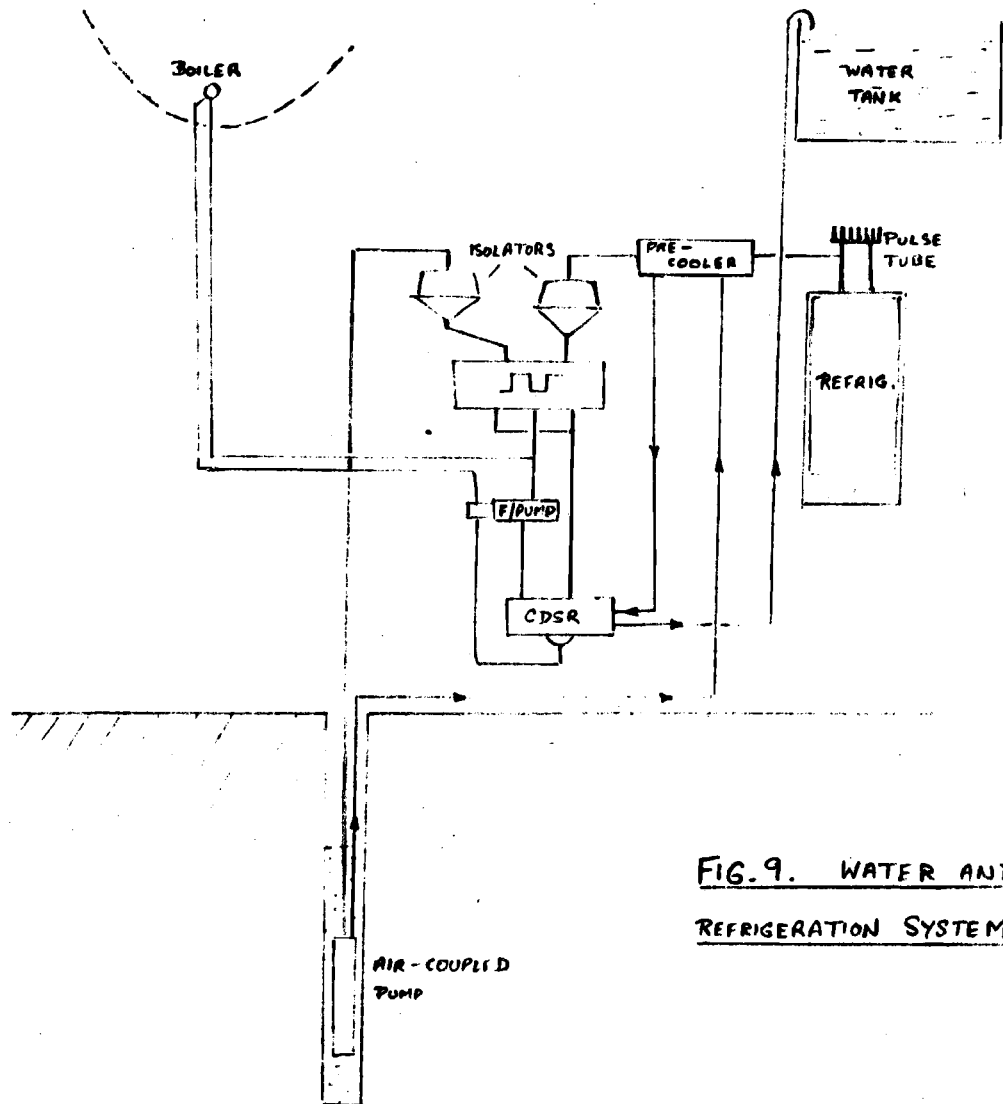 BOILER
WATER
TANK
ISOLATORS
PRE-
COOLER
PULSE
TUBE
REFRIG.
F/PUMP
CDSR
AIR-COUPLED
PUMP
FIG.9. WATER AND
REFRIGERATION SYSTEM